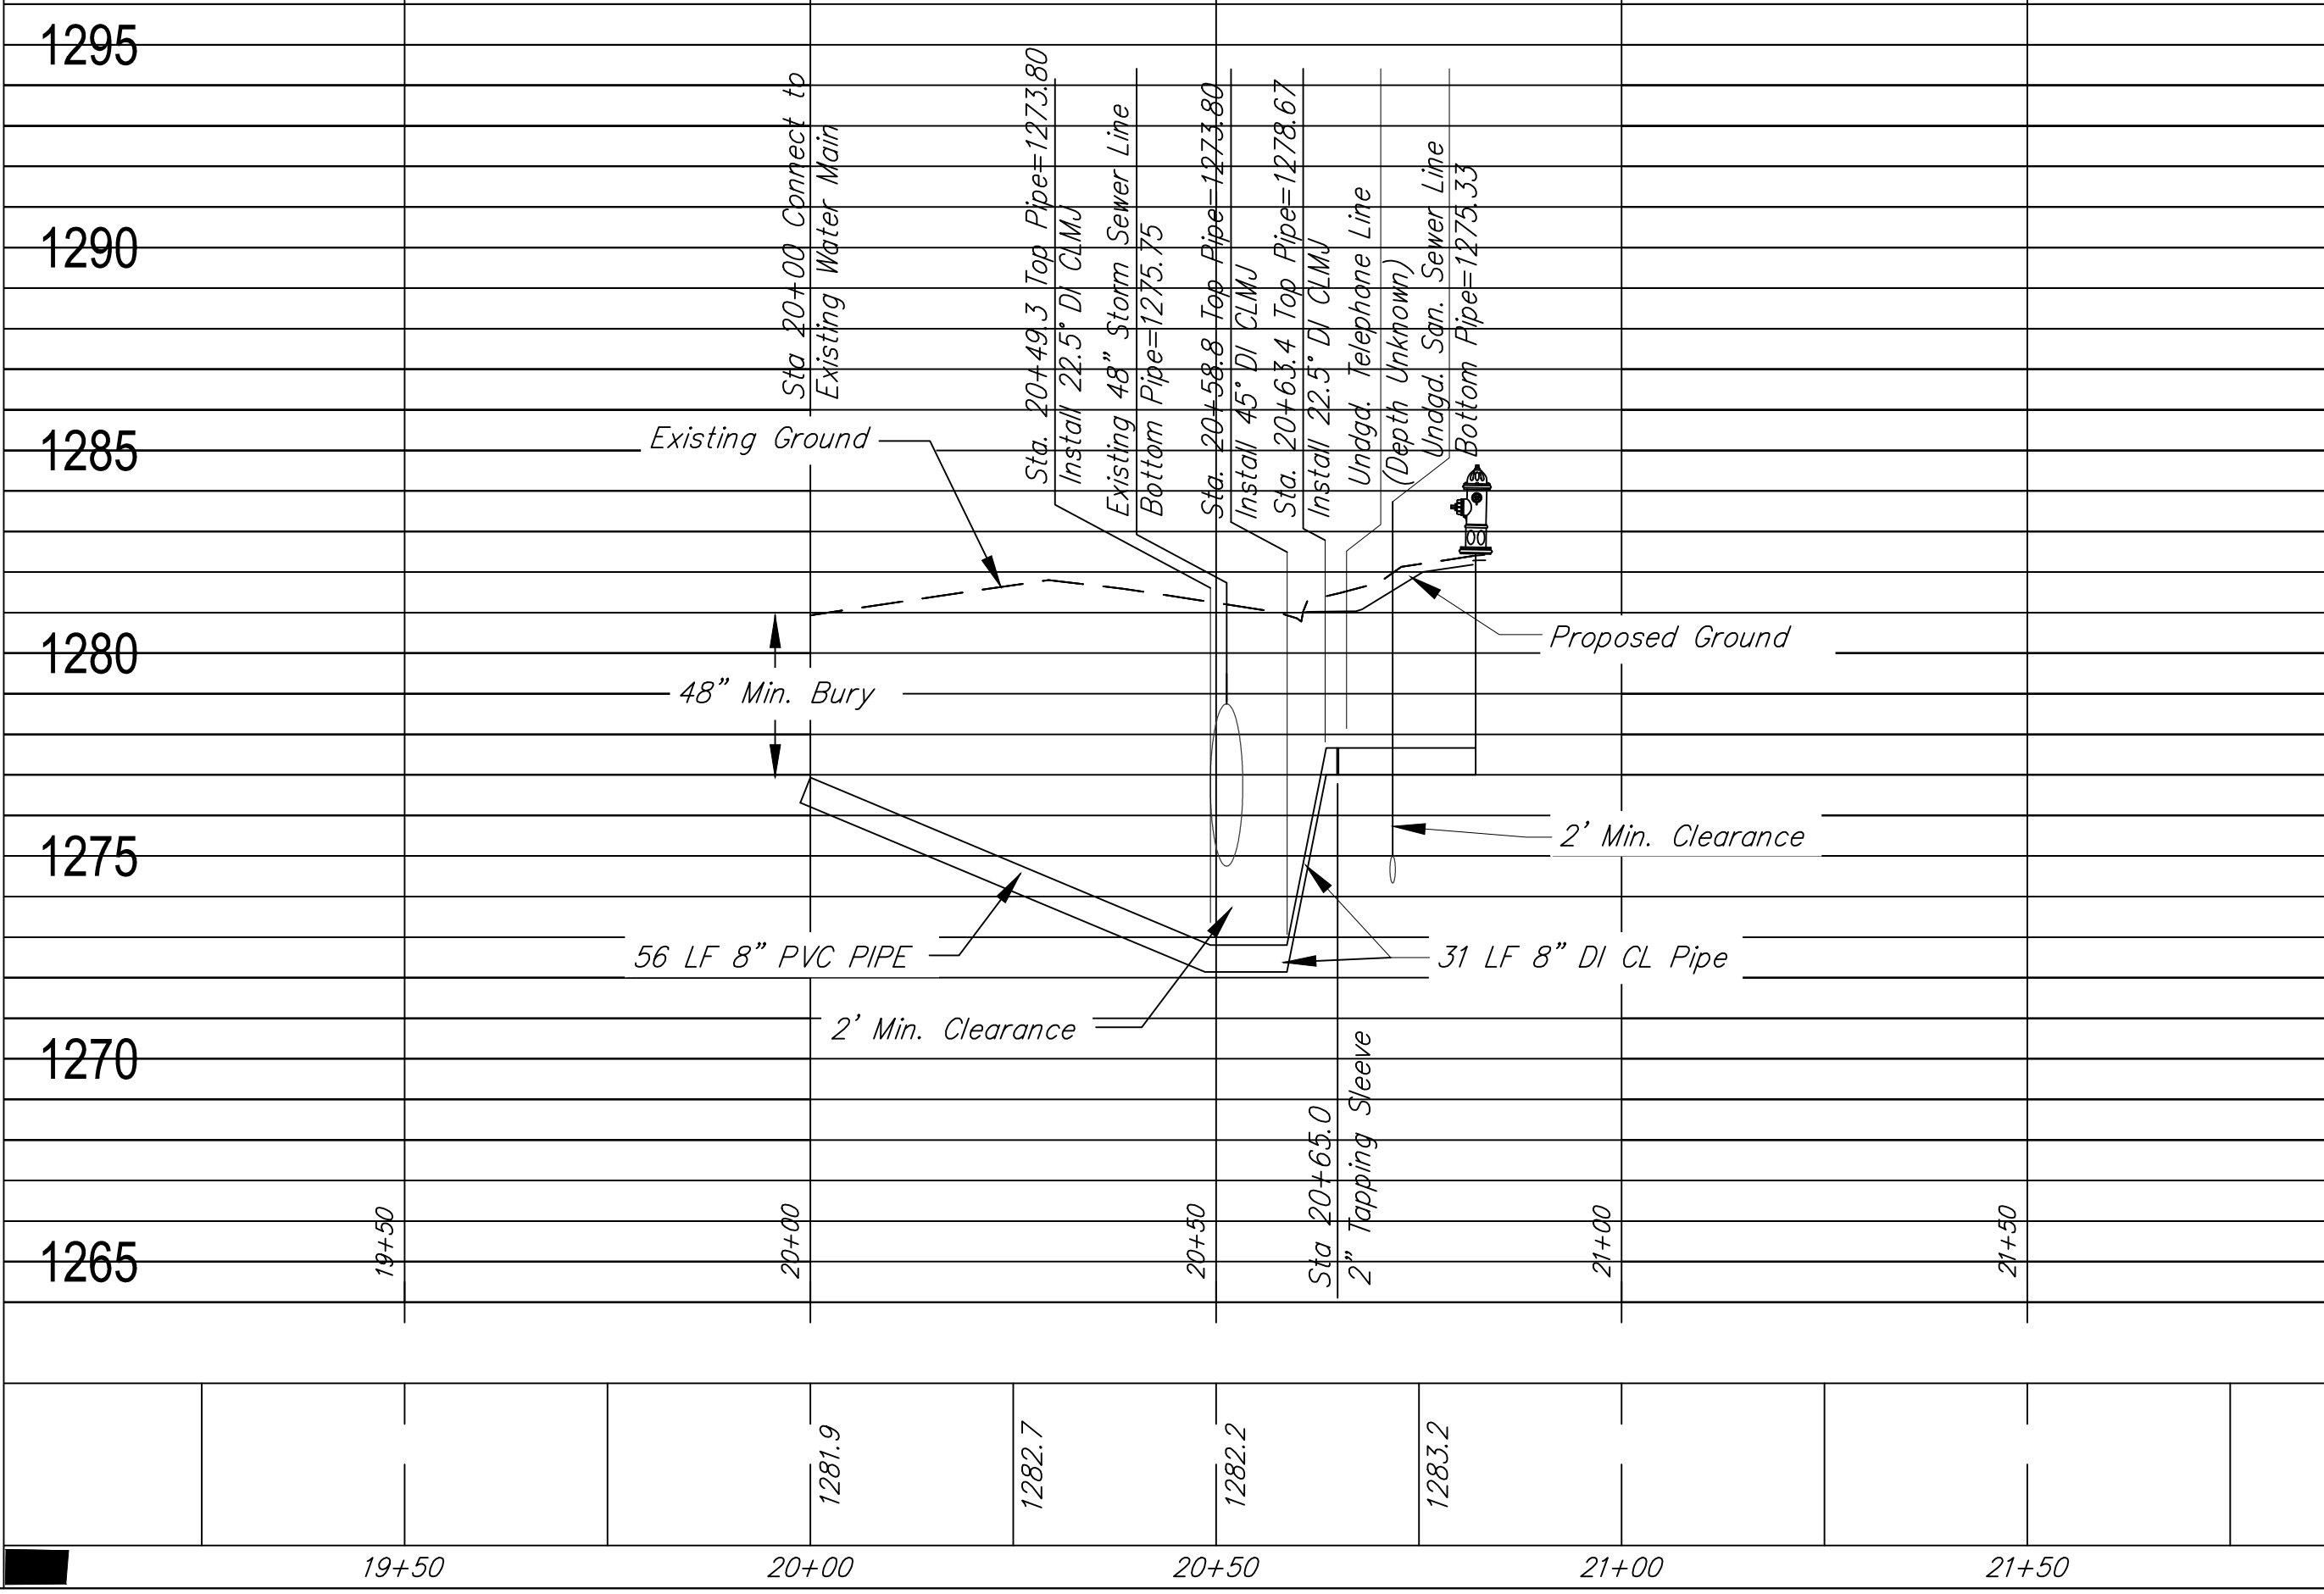 1295
1290
1285
1280
1275
1270
1265
Sta 20+00 Connect to
Existing Water Main
Sta. 20+49.3 Top Pipe=1273.80
Install 22.5° DI CLMJ
Existing 48" Storm Sewer Line
Bottom Pipe=1275.75
Sta. 20+58.8 Top Pipe=1273.80
Install 45° DI CLMJ
Sta. 20+63.4 Top Pipe=1278.67
Install 22.5° DI CLMJ
Undgd. Telephone Line
(Depth Unknown)
Undgd. San. Sewer Line
Bottom Pipe=1275.33
Existing Ground
Proposed Ground
48" Min. Bury
2' Min. Clearance
56 LF 8" PVC PIPE
31 LF 8" DI CL Pipe
2' Min. Clearance
Sta 20+65.0
2" Tapping Sleeve
19+50
20+00
20+50
21+00
21+50
1281.9
1282.7
1282.2
1283.2
19+50
20+00
20+50
21+00
21+50